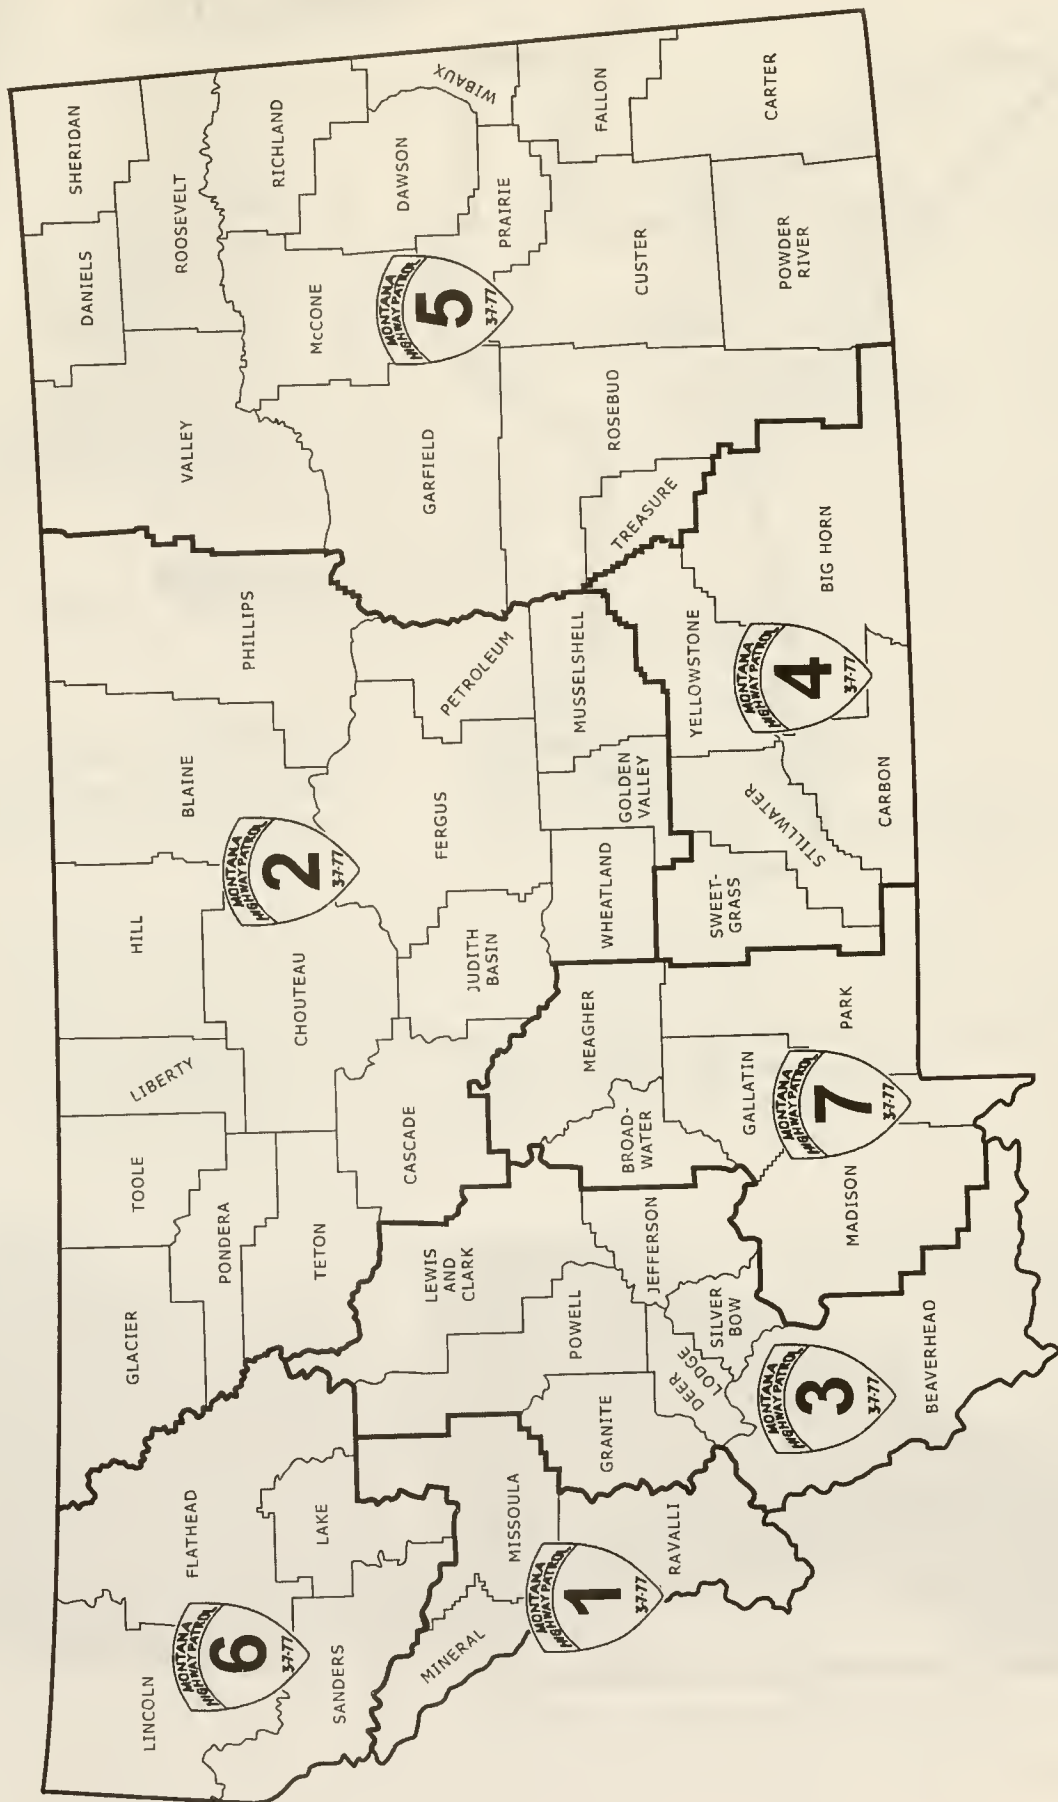 LINCOLN
FLATHEAD
GLACIER
TOOLE
LIBERTY
HILL
BLAINE
PHILLIPS
VALLEY
DANIELS
SHERIDAN
ROOSEVELT
MONTANA
HIGHWAY PATROL
6
3-7-77
SANDERS
LAKE
PONDERA
TETON
CHOUTEAU
MONTANA
HIGHWAY PATROL
2
3-7-77
RICHLAND
McCONE
DAWSON
WIBAUX
MINERAL
MISSOULA
POWELL
LEWIS
AND
CLARK
CASCADE
JUDITH
BASIN
FERGUS
PETROLEUM
GARFIELD
MONTANA
HIGHWAY PATROL
5
3-7-77
PRAIRIE
MONTANA
HIGHWAY PATROL
1
3-7-77
RAVALLI
GRANITE
DEER
LODGE
SILVER
BOW
JEFFERSON
BROAD-
WATER
MEAGHER
WHEATLAND
GOLDEN
VALLEY
MUSSELSHELL
TREASURE
ROSEBUD
CUSTER
FALLON
MONTANA
HIGHWAY PATROL
3
3-7-77
BEAVERHEAD
MADISON
GALLATIN
MONTANA
HIGHWAY PATROL
7
3-7-77
PARK
SWEET-
GRASS
STILLWATER
CARBON
YELLOWSTONE
MONTANA
HIGHWAY PATROL
4
3-7-77
BIG HORN
POWDER
RIVER
CARTER